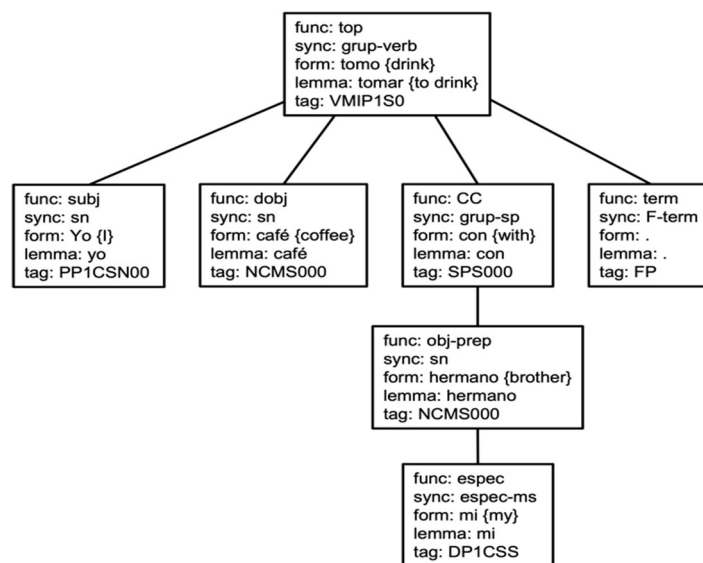 func: top
sync: grup-verb
form: tomo {drink}
lemma: tomar {to drink}
tag: VMIP1S0
func: subj
sync: sn
form: Yo {I}
lemma: yo
tag: PP1CSN00
func: dobj
sync: sn
form: café {coffee}
lemma: café
tag: NCMS000
func: CC
sync: grup-sp
form: con {with}
lemma: con
tag: SPS000
func: term
sync: F-term
form: .
lemma: .
tag: FP
func: obj-prep
sync: sn
form: hermano {brother}
lemma: hermano
tag: NCMS000
func: espec
sync: espec-ms
form: mi {my}
lemma: mi
tag: DP1CSS